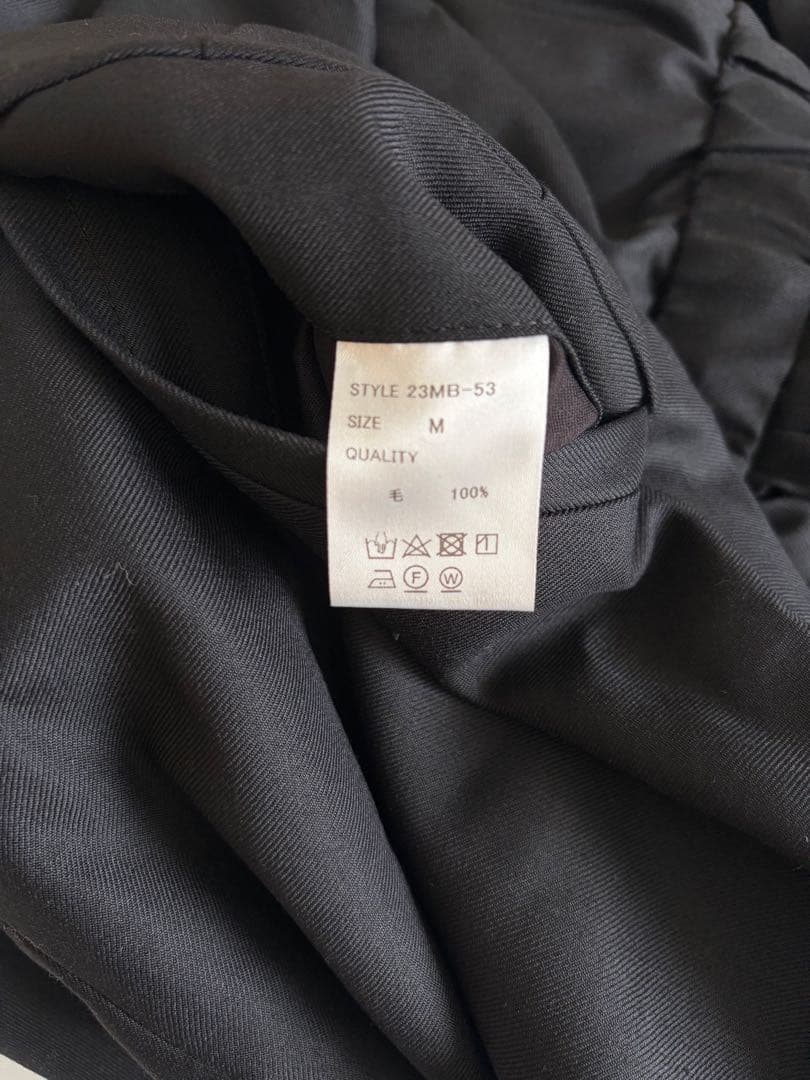 STYLE 23MB-53
SIZE M
QUALITY
毛 100%
F W